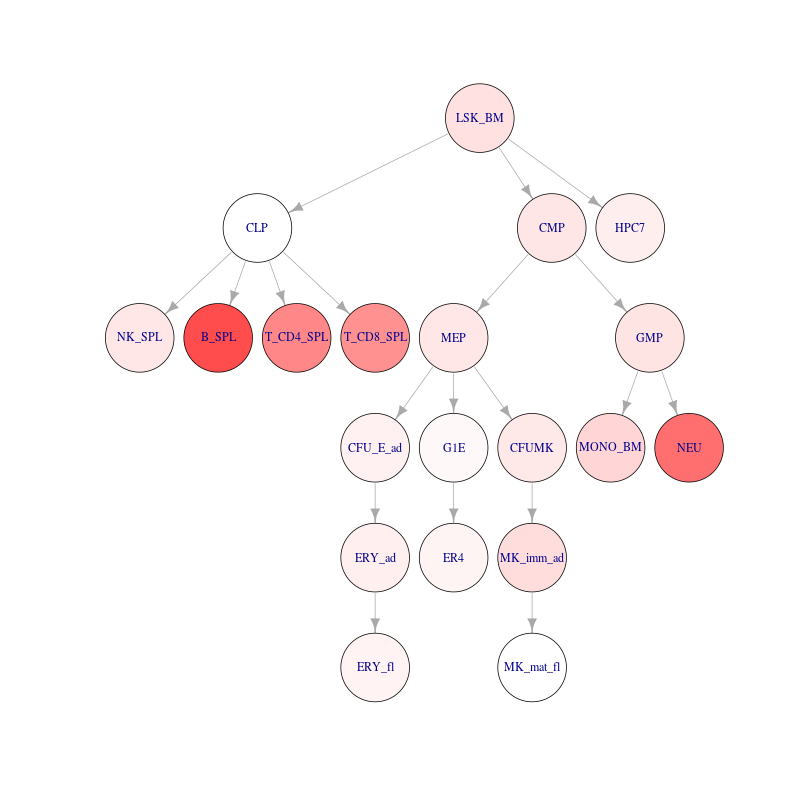 LSK_BM
CLP
CMP
HPC7
NK_SPL
B_SPL
T_CD4_SPL
T_CD8_SPL
MEP
GMP
CFU_E_ad
G1E
CFUMK
MONO_BM
NEU
ERY_ad
ER4
MK_imm_ad
ERY_fl
MK_mat_fl